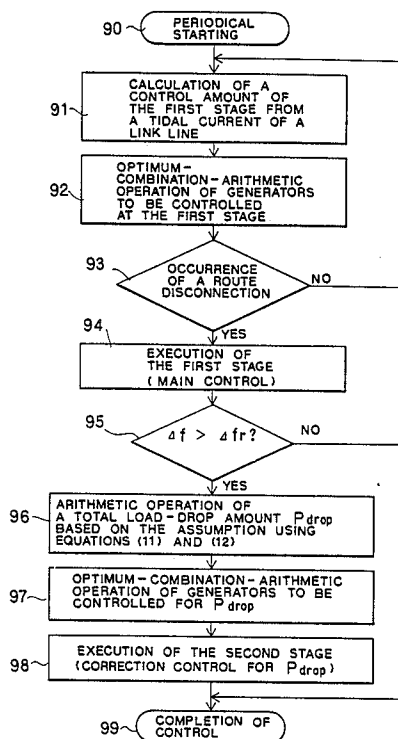 90
PERIODICAL
STARTING
91
CALCULATION OF A
CONTROL AMOUNT OF
THE FIRST STAGE FROM
A TIDAL CURRENT OF A
LINK LINE
92
OPTIMUM-
COMBINATION-ARITHMETIC
OPERATION OF GENERATORS
TO BE CONTROLLED
AT THE FIRST STAGE
93
OCCURRENCE
OF A ROUTE
DISCONNECTION
NO
YES
94
EXECUTION OF
THE FIRST STAGE
(MAIN CONTROL)
95
Δf > Δfr?
NO
YES
96
ARITHMETIC OPERATION OF
A TOTAL LOAD-DROP AMOUNT Pdrop
BASED ON THE ASSUMPTION USING
EQUATIONS (11) AND (12)
97
OPTIMUM-COMBINATION-ARITHMETIC
OPERATION OF GENERATORS TO BE
CONTROLLED FOR Pdrop
98
EXECUTION OF THE SECOND STAGE
(CORRECTION CONTROL FOR Pdrop)
99
COMPLETION OF
CONTROL